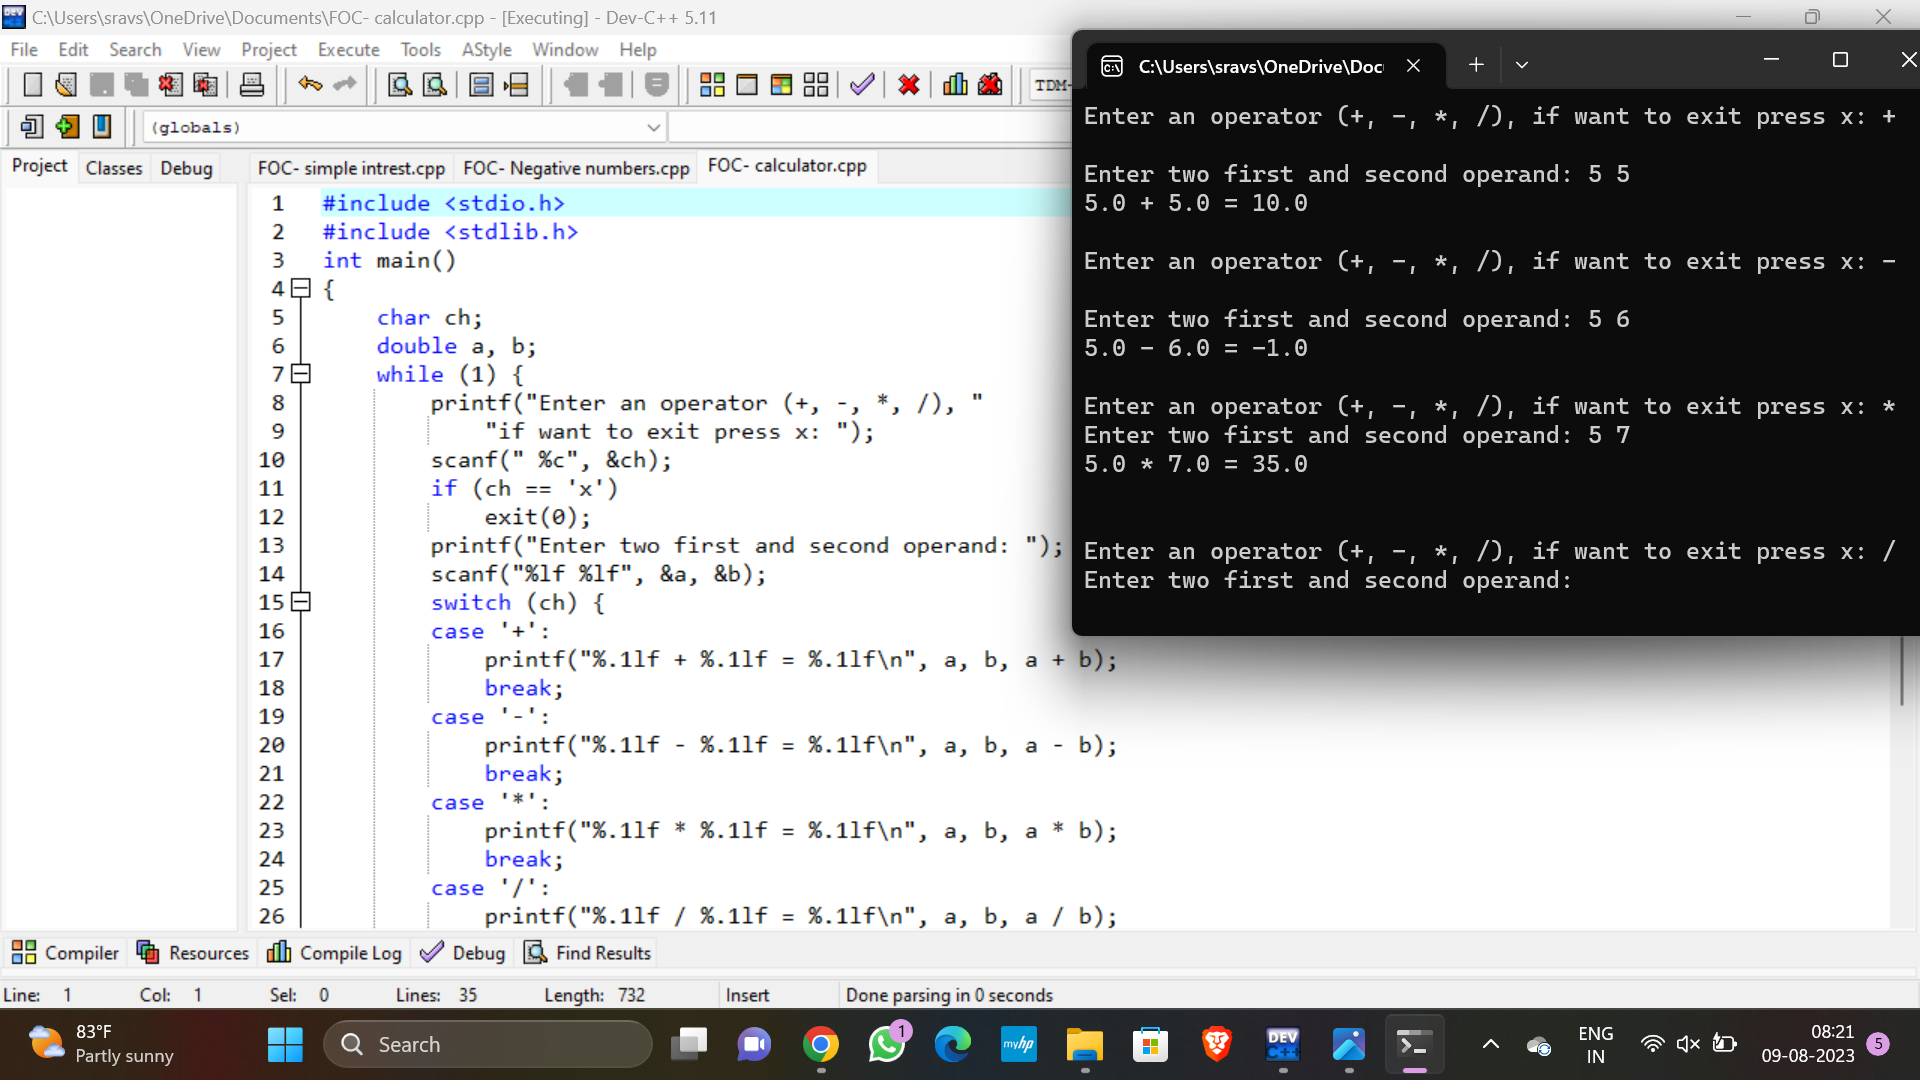 C:\Users\sravs\OneDrive\Documents\FOC- calculator.cpp - [Executing] - Dev-C++ 5.11
File Edit Search View Project Execute Tools AStyle Window Help
TDM-
(globals)
Project Classes Debug
FOC- simple intrest.cpp FOC- Negative numbers.cpp FOC- calculator.cpp
1 #include <stdio.h>
2 #include <stdlib.h>
3 int main()
4 {
5 char ch;
6 double a, b;
7 while (1) {
8 printf("Enter an operator (+, -, *, /), "
9 "if want to exit press x: ");
10 scanf(" %c", &ch);
11 if (ch == 'x')
12 exit(0);
13 printf("Enter two first and second operand: ");
14 scanf("%lf %lf", &a, &b);
15 switch (ch) {
16 case '+':
17 printf("%.1lf + %.1lf = %.1lf\n", a, b, a + b);
18 break;
19 case '-':
20 printf("%.1lf - %.1lf = %.1lf\n", a, b, a - b);
21 break;
22 case '*':
23 printf("%.1lf * %.1lf = %.1lf\n", a, b, a * b);
24 break;
25 case '/':
26 printf("%.1lf / %.1lf = %.1lf\n", a, b, a / b);
C:\Users\sravs\OneDrive\Doc
Enter an operator (+, -, *, /), if want to exit press x: +
Enter two first and second operand: 5 5
5.0 + 5.0 = 10.0
Enter an operator (+, -, *, /), if want to exit press x: -
Enter two first and second operand: 5 6
5.0 - 6.0 = -1.0
Enter an operator (+, -, *, /), if want to exit press x: *
Enter two first and second operand: 5 7
5.0 * 7.0 = 35.0
Enter an operator (+, -, *, /), if want to exit press x: /
Enter two first and second operand:
Compiler Resources Compile Log Debug Find Results
Line: 1 Col: 1 Sel: 0 Lines: 35 Length: 732 Insert Done parsing in 0 seconds
83°F
Partly sunny
Search
1
myhp
DEV
C++
ENG
IN
08:21
09-08-2023
5